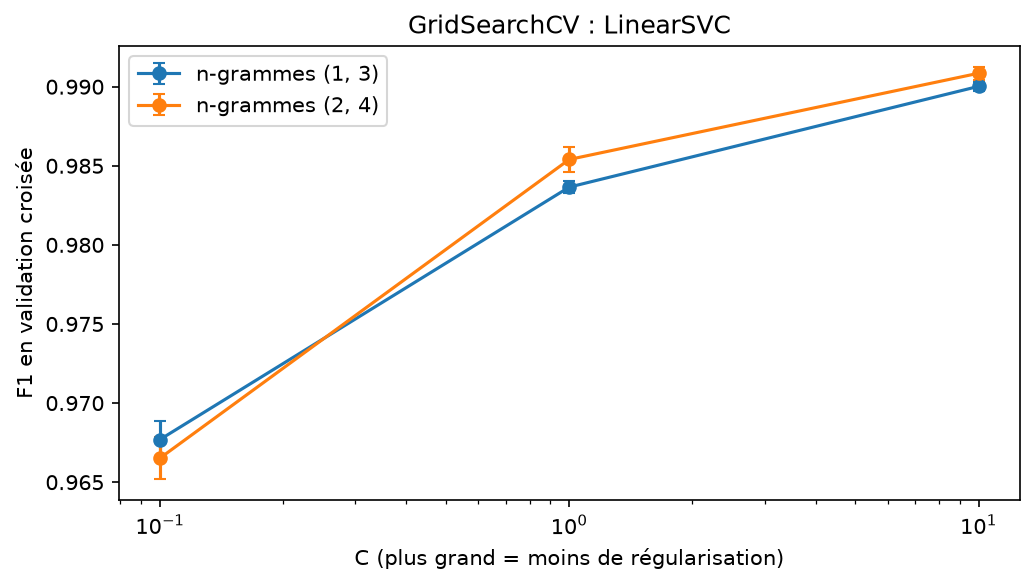 GridSearchCV : LinearSVC
n-grammes (1, 3)
n-grammes (2, 4)
F1 en validation croisée
0.990
0.985
0.980
0.975
0.970
0.965
10⁻¹
10⁰
10¹
C (plus grand = moins de régularisation)